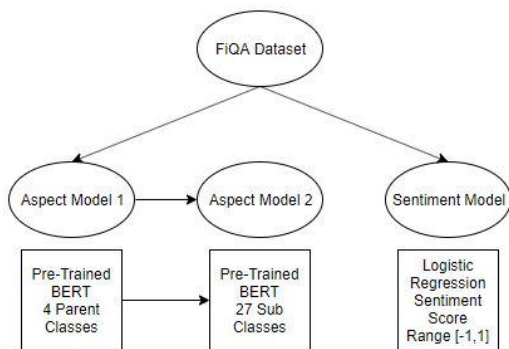 FiQA Dataset
Aspect Model 1
Aspect Model 2
Sentiment Model
Pre-Trained
BERT
4 Parent
Classes
Pre-Trained
BERT
27 Sub
Classes
Logistic
Regression
Sentiment
Score
Range [-1,1]